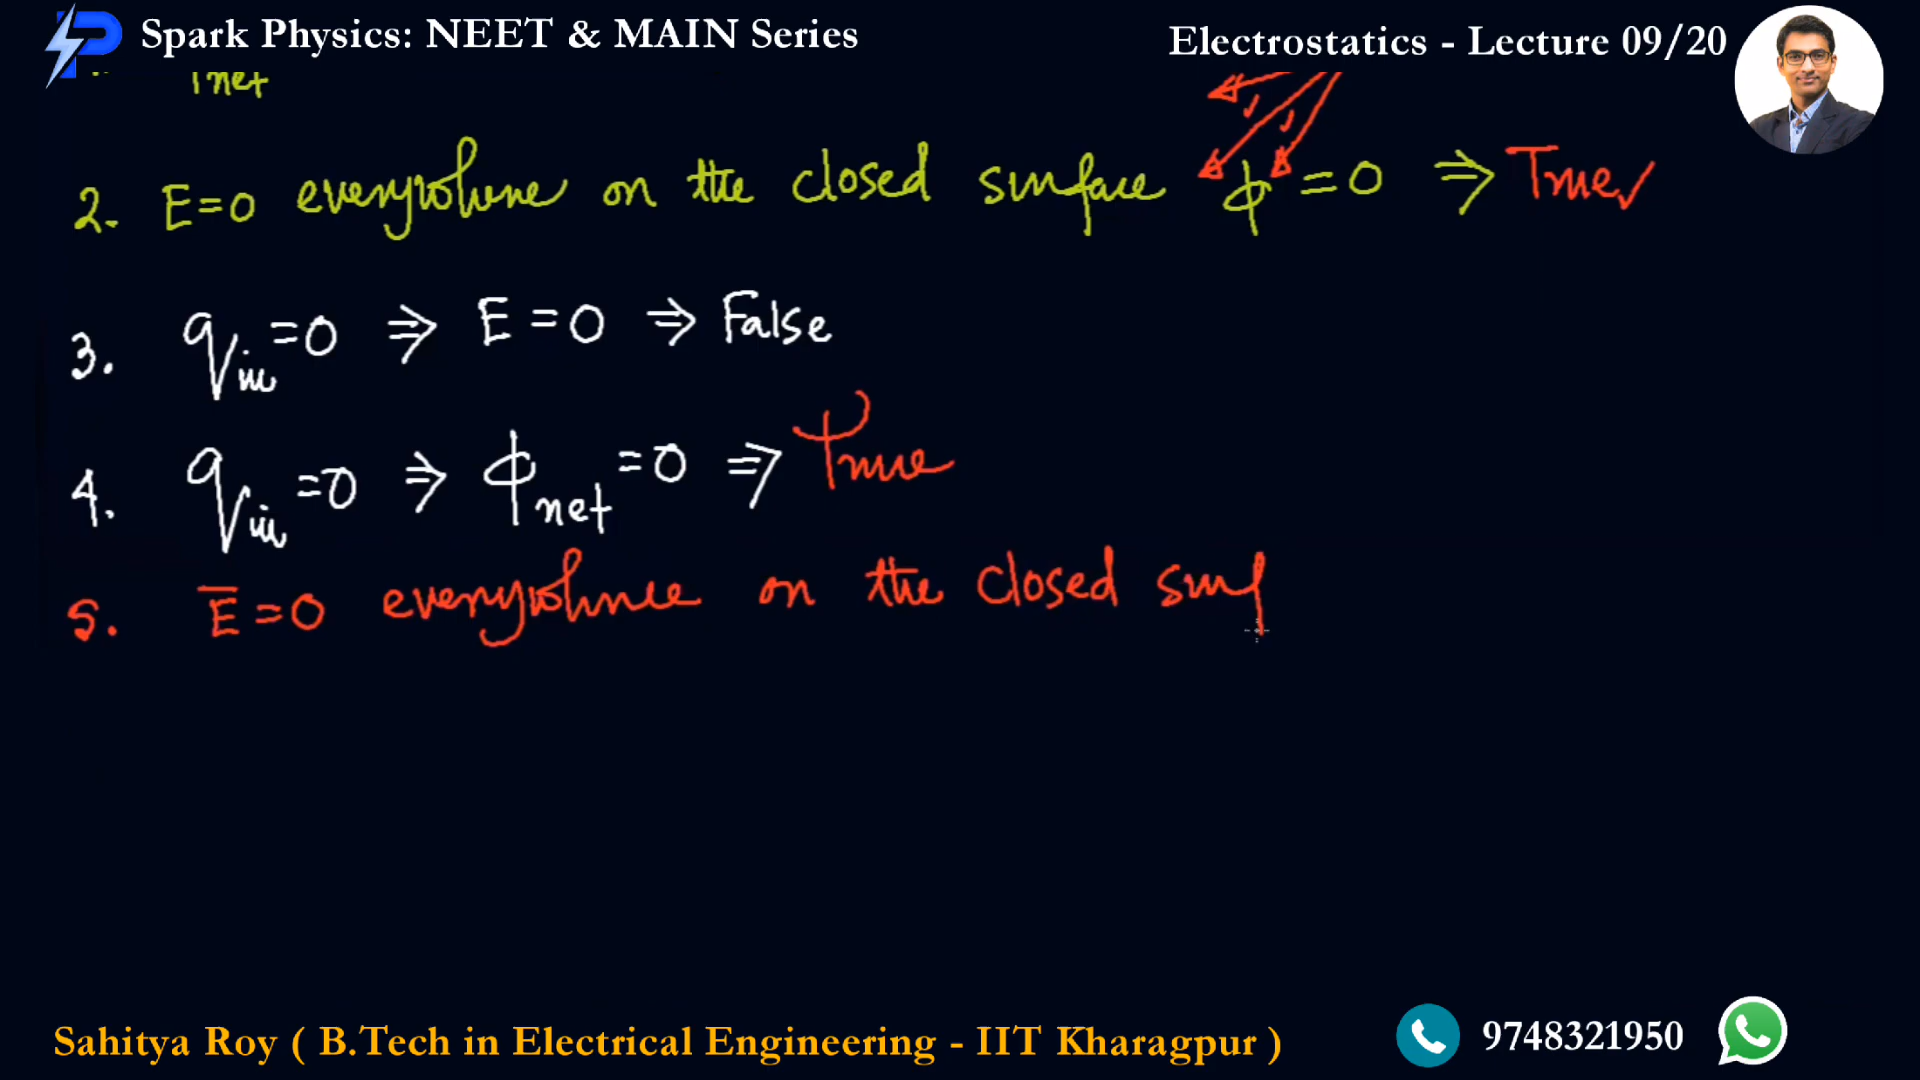 Spark Physics: NEET & MAIN Series
Electrostatics - Lecture 09/20
net
2. E=0 everywhere on the closed surface ϕ = 0 ⇒ True✓
3. qin = 0 ⇒ E = 0 ⇒ False
4. qin = 0 ⇒ ϕnet = 0 ⇒ True
5. E̅ = 0 everywhere on the closed surf
Sahitya Roy ( B.Tech in Electrical Engineering - IIT Kharagpur )
9748321950